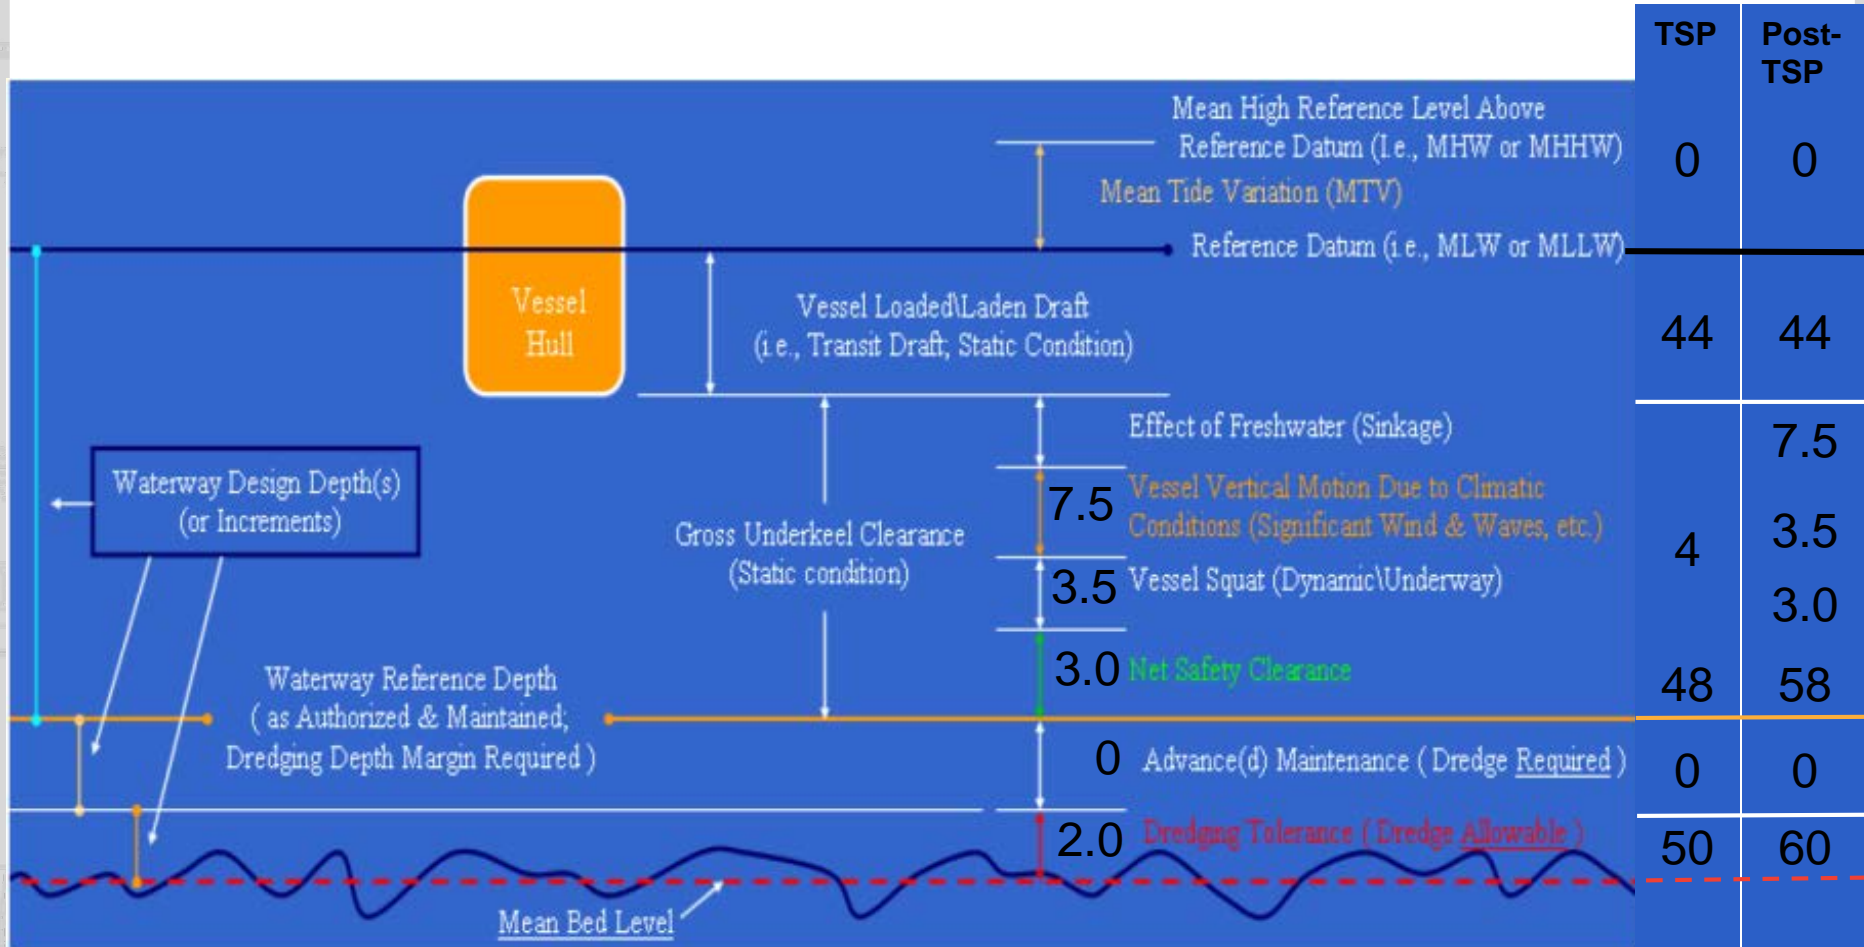 TSP
Post-
TSP
Mean High Reference Level Above
Reference Datum (I.e., MHW or MHHW)
0
0
Mean Tide Variation (MTV)
Reference Datum (i.e., MLW or MLLW)
Vessel
Hull
Vessel Loaded\Laden Draft
(i.e., Transit Draft; Static Condition)
44
44
Effect of Freshwater (Sinkage)
7.5
Waterway Design Depth(s)
(or Increments)
Gross Underkeel Clearance
(Static condition)
7.5
Vessel Vertical Motion Due to Climatic
Conditions (Significant Wind & Waves, etc.)
4
3.5
3.5
Vessel Squat (Dynamic\Underway)
3.0
3.0
Net Safety Clearance
48
58
Waterway Reference Depth
( as Authorized & Maintained;
Dredging Depth Margin Required )
0
Advance(d) Maintenance ( Dredge Required )
0
0
2.0
Dredging Tolerance ( Dredge Allowable )
50
60
Mean Bed Level